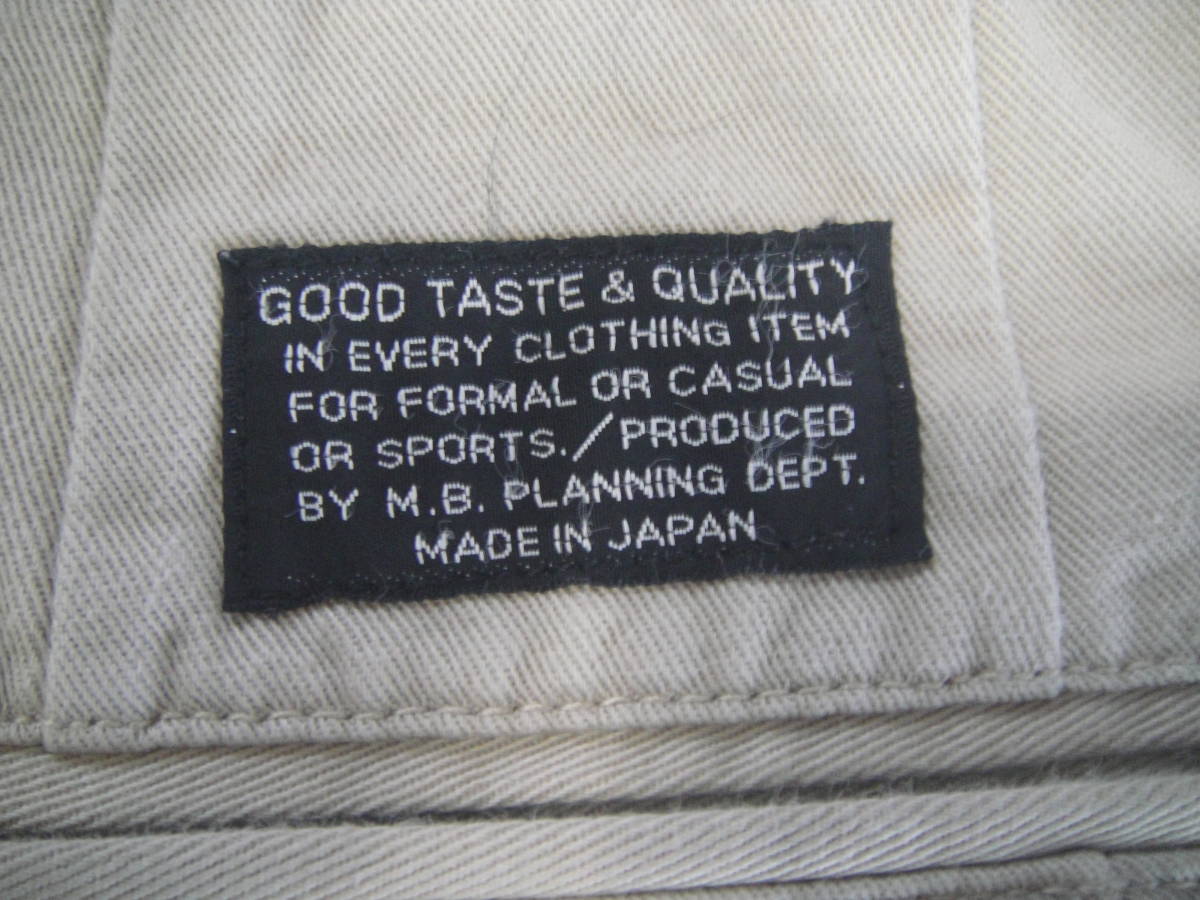 GOOD TASTE & QUALITY
IN EVERY CLOTHING ITEM
FOR FORMAL OR CASUAL
OR SPORTS./PRODUCED
BY M.B. PLANNING DEPT.
MADE IN JAPAN